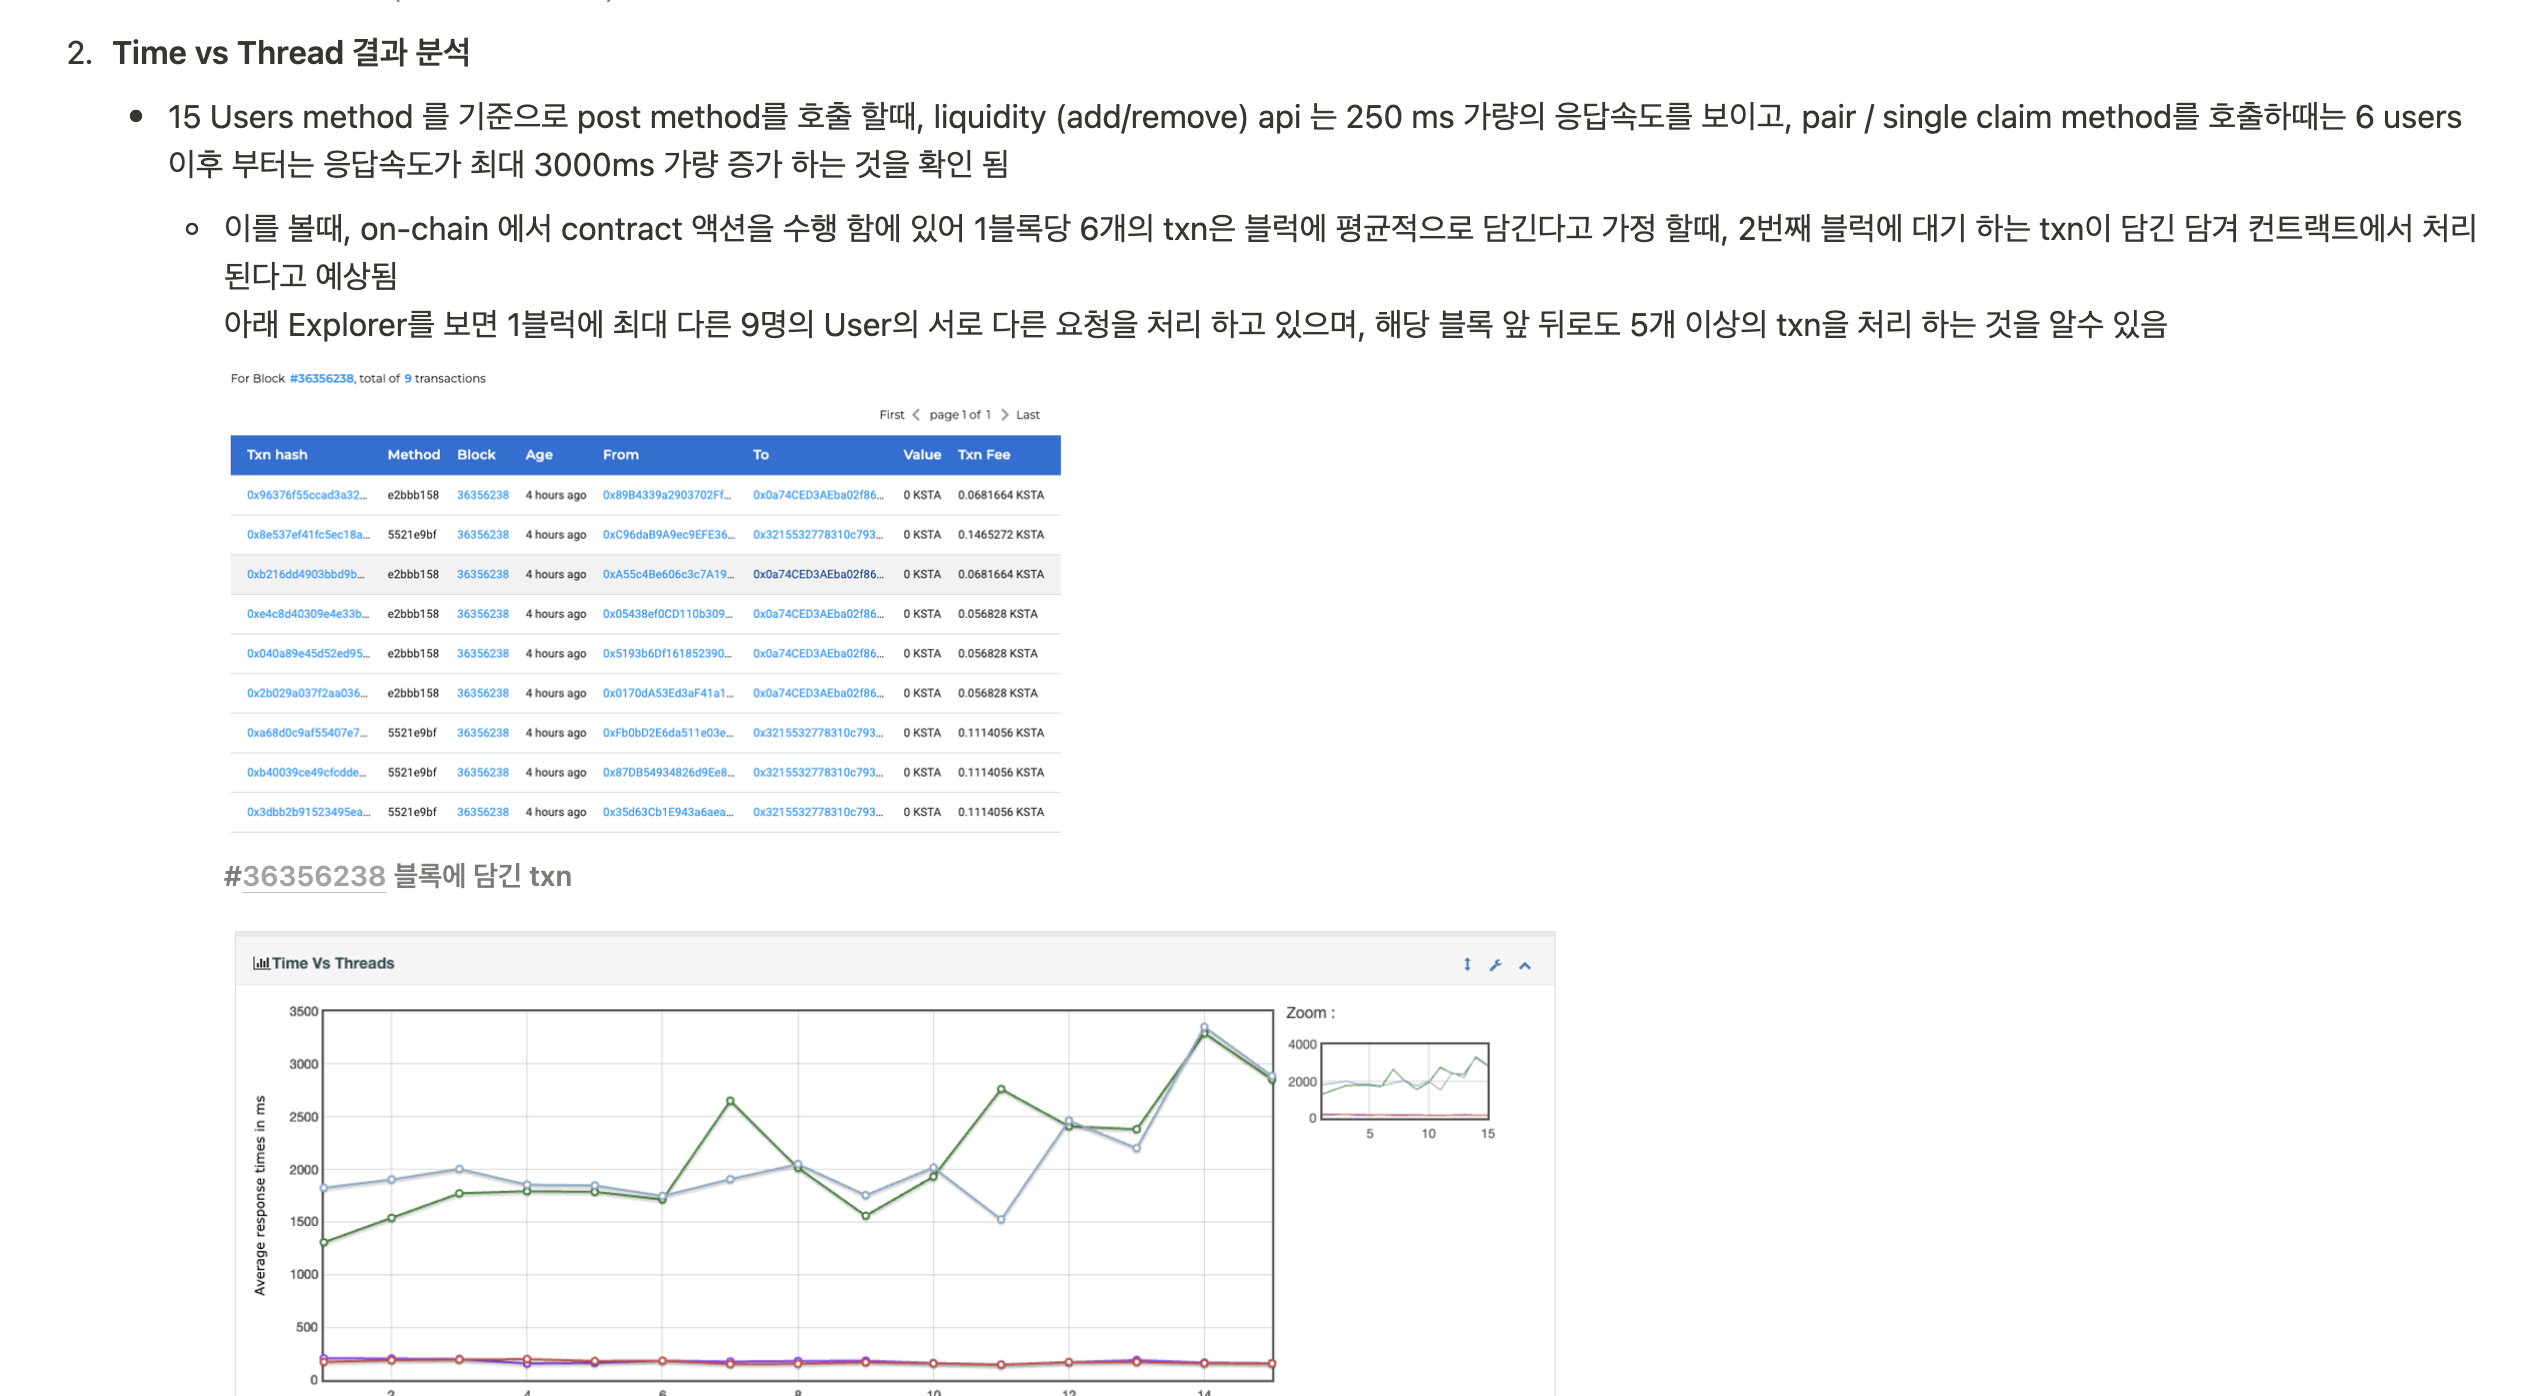 2. Time vs Thread 결과 분석
15 Users method 를 기준으로 post method를 호출 할때, liquidity (add/remove) api 는 250 ms 가량의 응답속도를 보이고, pair / single claim method를 호출하때는 6 users
이후 부터는 응답속도가 최대 3000ms 가량 증가 하는 것을 확인 됨
이를 볼때, on-chain 에서 contract 액션을 수행 함에 있어 1블록당 6개의 txn은 블럭에 평균적으로 담긴다고 가정 할때, 2번째 블럭에 대기 하는 txn이 담긴 담겨 컨트랙트에서 처리
된다고 예상됨
아래 Explorer를 보면 1블럭에 최대 다른 9명의 User의 서로 다른 요청을 처리 하고 있으며, 해당 블록 앞 뒤로도 5개 이상의 txn을 처리 하는 것을 알수 있음
For Block #36356238, total of 9 transactions
First page 1 of 1 Last
Txn hash Method Block Age From To Value Txn Fee
0x96376f55ccad3a32... e2bbb158 36356238 4 hours ago 0x89B4339a2903702Ff... 0x0a74CED3AEba02f86... 0 KSTA 0.0681664 KSTA
0x8e537ef41fc5ec18a... 5521e9bf 36356238 4 hours ago 0xC96daB9A9ec9EFE36... 0x3215532778310c793... 0 KSTA 0.1465272 KSTA
0xb216dd4903bbd9b... e2bbb158 36356238 4 hours ago 0xA55c4Be606c3c7A19... 0x0a74CED3AEba02f86... 0 KSTA 0.0681664 KSTA
0xe4c8d40309e4e33b... e2bbb158 36356238 4 hours ago 0x05438ef0CD110b309... 0x0a74CED3AEba02f86... 0 KSTA 0.056828 KSTA
0x040a89e45d52ed95... e2bbb158 36356238 4 hours ago 0x5193b6Df161852390... 0x0a74CED3AEba02f86... 0 KSTA 0.056828 KSTA
0x2b029a037f2aa036... e2bbb158 36356238 4 hours ago 0x0170dA53Ed3aF41a1... 0x0a74CED3AEba02f86... 0 KSTA 0.056828 KSTA
0xa68d0c9af55407e7... 5521e9bf 36356238 4 hours ago 0xFb0bD2E6da511e03e... 0x3215532778310c793... 0 KSTA 0.1114056 KSTA
0xb40039ce49cfcdde... 5521e9bf 36356238 4 hours ago 0x87DB54934826d9Ee8... 0x3215532778310c793... 0 KSTA 0.1114056 KSTA
0x3dbb2b91523495ea... 5521e9bf 36356238 4 hours ago 0x35d63Cb1E943a6aea... 0x3215532778310c793... 0 KSTA 0.1114056 KSTA
#36356238 블록에 담긴 txn
Time Vs Threads
Average response times in ms
3500
3000
2500
2000
1500
1000
500
0
Zoom :
4000
2000
0
5 10 15